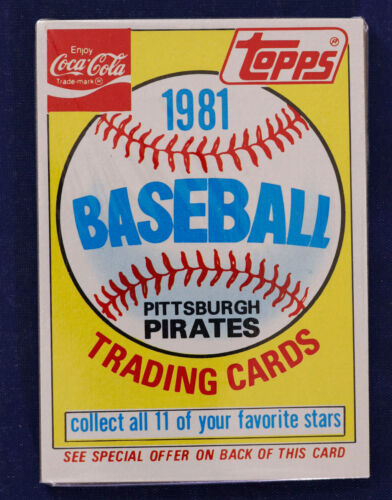 Enjoy
Coca-Cola
Trade-mark®
Topps®
1981
BASEBALL
PITTSBURGH
PIRATES
TRADING CARDS
collect all 11 of your favorite stars
SEE SPECIAL OFFER ON BACK OF THIS CARD